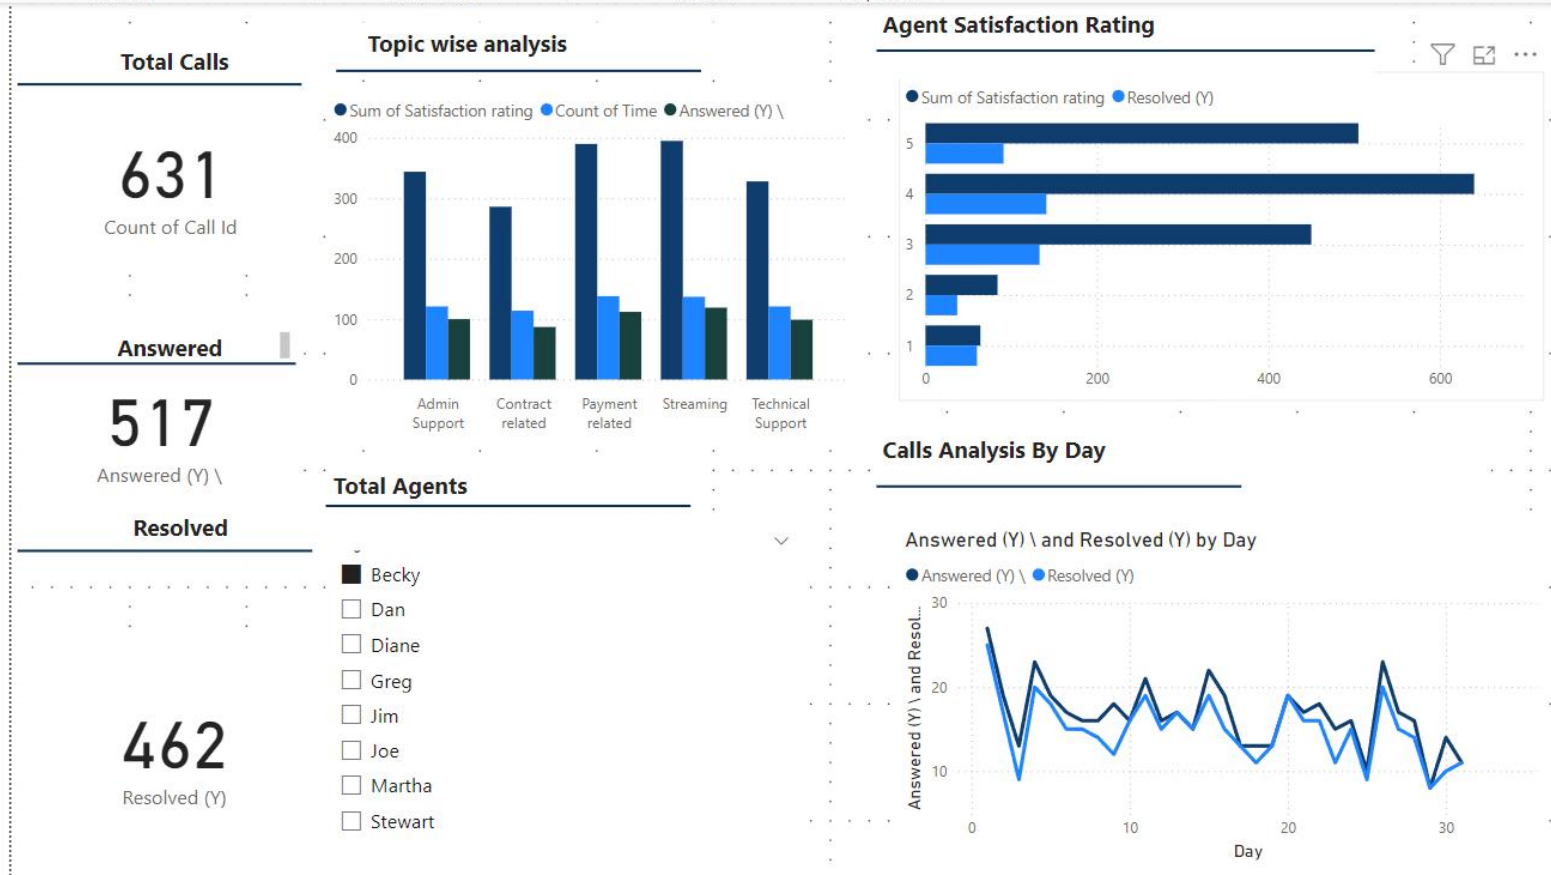 Total Calls
631
Count of Call Id
Answered
517
Answered (Y) \
Resolved
462
Resolved (Y)
Topic wise analysis
Sum of Satisfaction rating Count of Time Answered (Y) \
400
300
200
100
0
Admin Support
Contract related
Payment related
Streaming
Technical Support
Total Agents
Becky
Dan
Diane
Greg
Jim
Joe
Martha
Stewart
Agent Satisfaction Rating
Sum of Satisfaction rating Resolved (Y)
5
4
3
2
1
0 200 400 600
Calls Analysis By Day
Answered (Y) \ and Resolved (Y) by Day
Answered (Y) \ Resolved (Y)
Answered (Y) \ and Resol...
30
20
10
0 10 20 30
Day